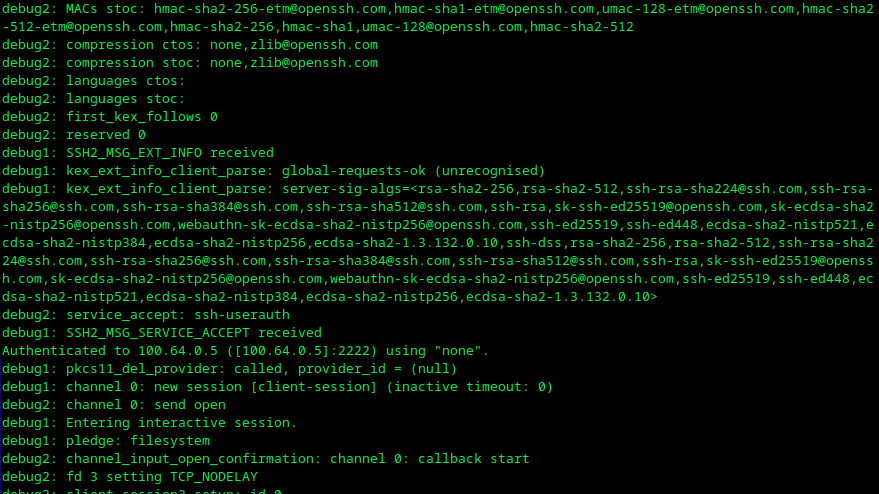 debug2: MACs stoc: hmac-sha2-256-etm@openssh.com,hmac-sha1-etm@openssh.com,umac-128-etm@openssh.com,hmac-sha2
-512-etm@openssh.com,hmac-sha2-256,hmac-sha1,umac-128@openssh.com,hmac-sha2-512
debug2: compression ctos: none,zlib@openssh.com
debug2: compression stoc: none,zlib@openssh.com
debug2: languages ctos:
debug2: languages stoc:
debug2: first_kex_follows 0
debug2: reserved 0
debug1: SSH2_MSG_EXT_INFO received
debug1: kex_ext_info_client_parse: global-requests-ok (unrecognised)
debug1: kex_ext_info_client_parse: server-sig-algs=<rsa-sha2-256,rsa-sha2-512,ssh-rsa-sha224@ssh.com,ssh-rsa-
sha256@ssh.com,ssh-rsa-sha384@ssh.com,ssh-rsa-sha512@ssh.com,ssh-rsa,sk-ssh-ed25519@openssh.com,sk-ecdsa-sha2
-nistp256@openssh.com,webauthn-sk-ecdsa-sha2-nistp256@openssh.com,ssh-ed25519,ssh-ed448,ecdsa-sha2-nistp521,e
cdsa-sha2-nistp384,ecdsa-sha2-nistp256,ecdsa-sha2-1.3.132.0.10,ssh-dss,rsa-sha2-256,rsa-sha2-512,ssh-rsa-sha2
24@ssh.com,ssh-rsa-sha256@ssh.com,ssh-rsa-sha384@ssh.com,ssh-rsa-sha512@ssh.com,ssh-rsa,sk-ssh-ed25519@openss
h.com,sk-ecdsa-sha2-nistp256@openssh.com,webauthn-sk-ecdsa-sha2-nistp256@openssh.com,ssh-ed25519,ssh-ed448,ec
dsa-sha2-nistp521,ecdsa-sha2-nistp384,ecdsa-sha2-nistp256,ecdsa-sha2-1.3.132.0.10>
debug2: service_accept: ssh-userauth
debug1: SSH2_MSG_SERVICE_ACCEPT received
Authenticated to 100.64.0.5 ([100.64.0.5]:2222) using "none".
debug1: pkcs11_del_provider: called, provider_id = (null)
debug1: channel 0: new session [client-session] (inactive timeout: 0)
debug2: channel 0: send open
debug1: Entering interactive session.
debug1: pledge: filesystem
debug2: channel_input_open_confirmation: channel 0: callback start
debug2: fd 3 setting TCP_NODELAY
debug2: client_session2_setup: id 0